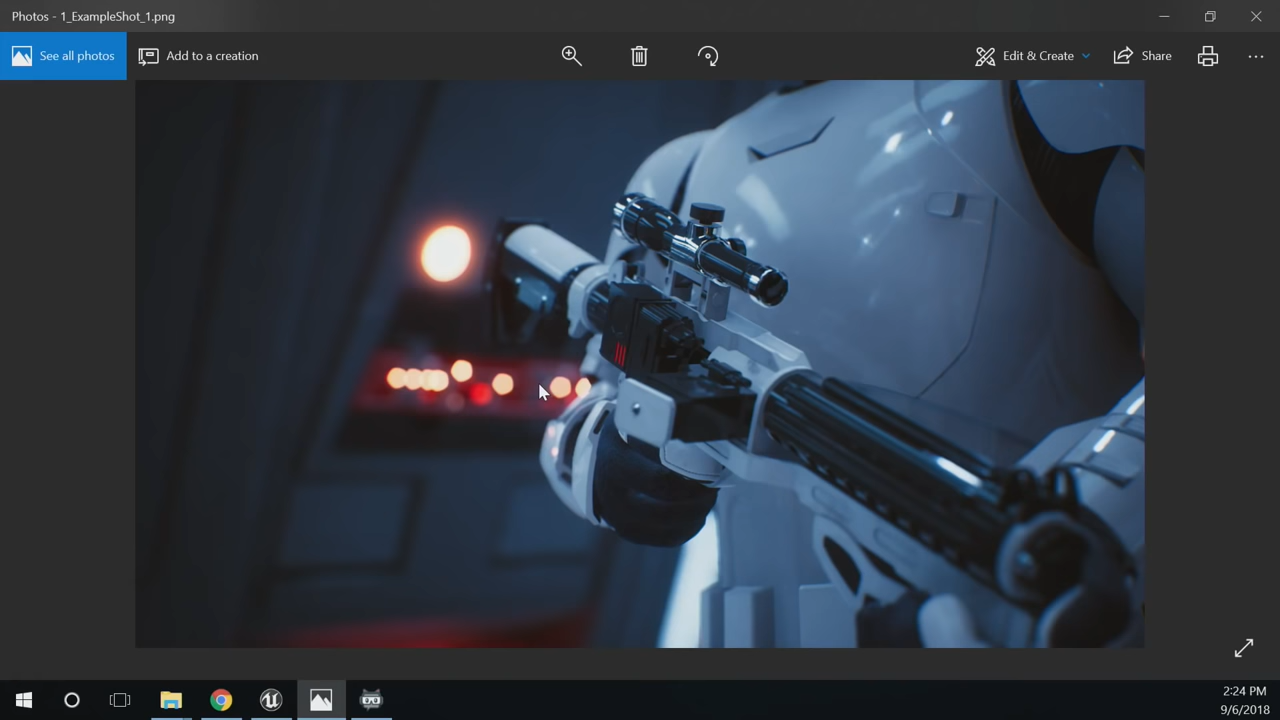 Photos - 1_ExampleShot_1.png
See all photos
Add to a creation
Edit & Create
Share
2:24 PM
9/6/2018